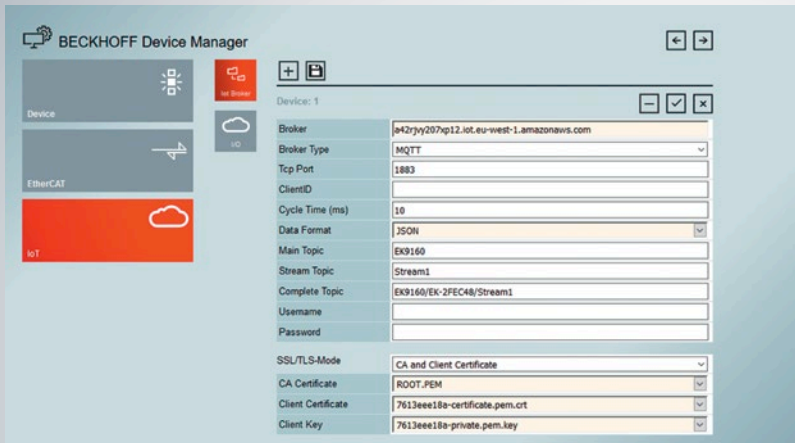 BECKHOFF Device Manager
Device
EtherCAT
IoT
Iot Broker
I/O
Device: 1
Broker a42rjvy207xp12.iot.eu-west-1.amazonaws.com
Broker Type MQTT
Tcp Port 1883
ClientID
Cycle Time (ms) 10
Data Format JSON
Main Topic EK9160
Stream Topic Stream1
Complete Topic EK9160/EK-2FEC48/Stream1
Username
Password
SSL/TLS-Mode CA and Client Certificate
CA Certificate ROOT.PEM
Client Certificate 7613eee18a-certificate.pem.crt
Client Key 7613eee18a-private.pem.key